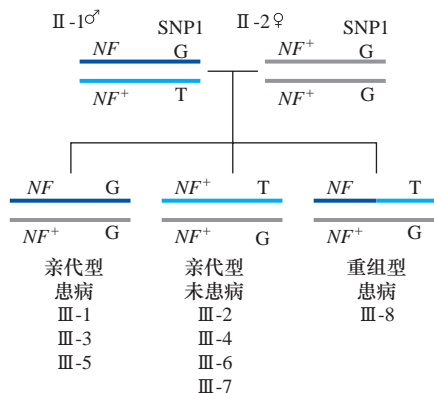 Ⅱ-1♂ SNP1 Ⅱ-2♀
NF G NF⁺ G
NF⁺ T NF⁺ G
NF G NF⁺ T NF T
NF⁺ G NF⁺ G NF⁺ G
亲代型 亲代型 重组型
患病 未患病 患病
Ⅲ-1 Ⅲ-2 Ⅲ-8
Ⅲ-3 Ⅲ-4
Ⅲ-5 Ⅲ-6
Ⅲ-7